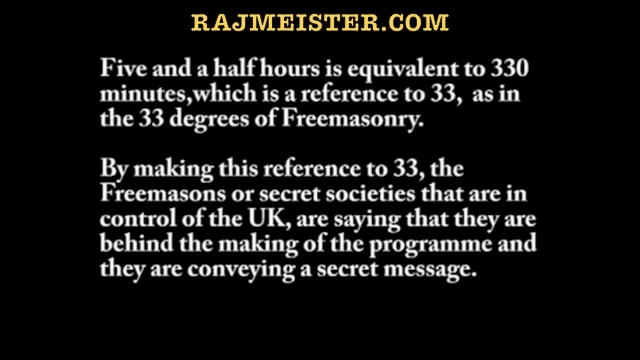 RAJMEISTER.COM
Five and a half hours is equivalent to 330
minutes,which is a reference to 33, as in
the 33 degrees of Freemasonry.
By making this reference to 33, the
Freemasons or secret societies that are in
control of the UK, are saying that they are
behind the making of the programme and
they are conveying a secret message.